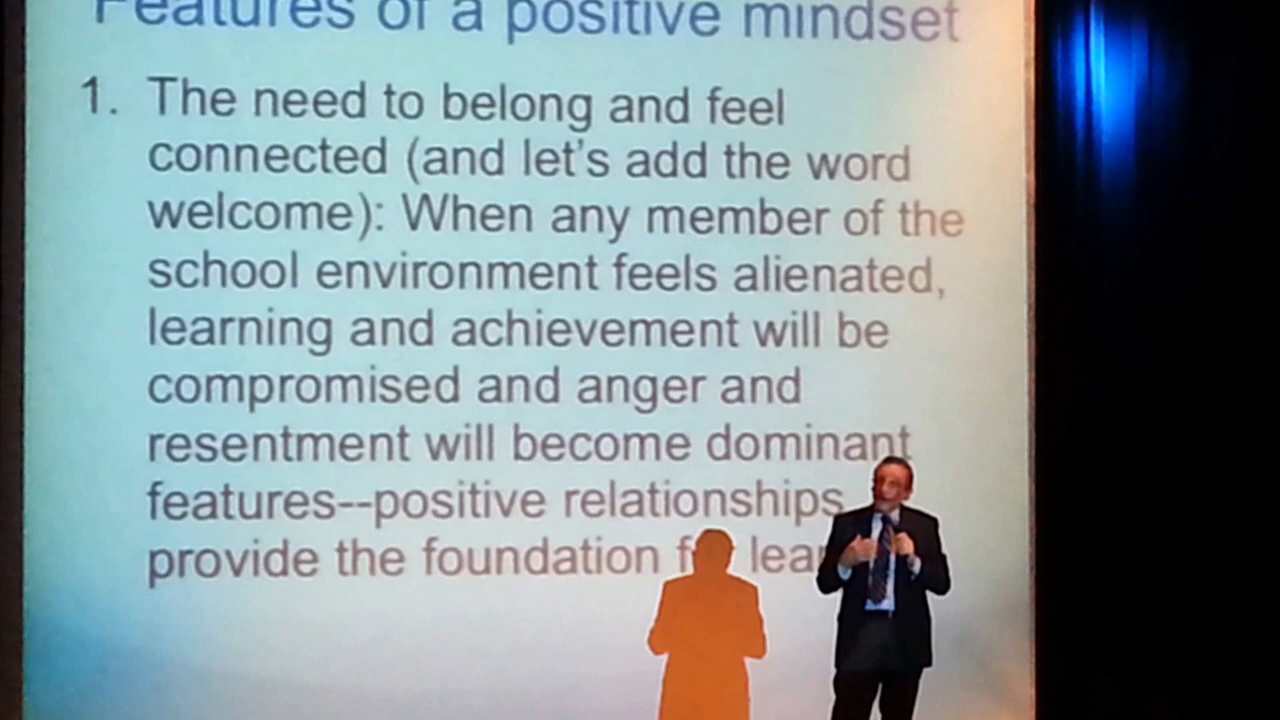 Features of a positive mindset
1. The need to belong and feel
connected (and let's add the word
welcome): When any member of the
school environment feels alienated,
learning and achievement will be
compromised and anger and
resentment will become dominant
features--positive relationships
provide the foundation